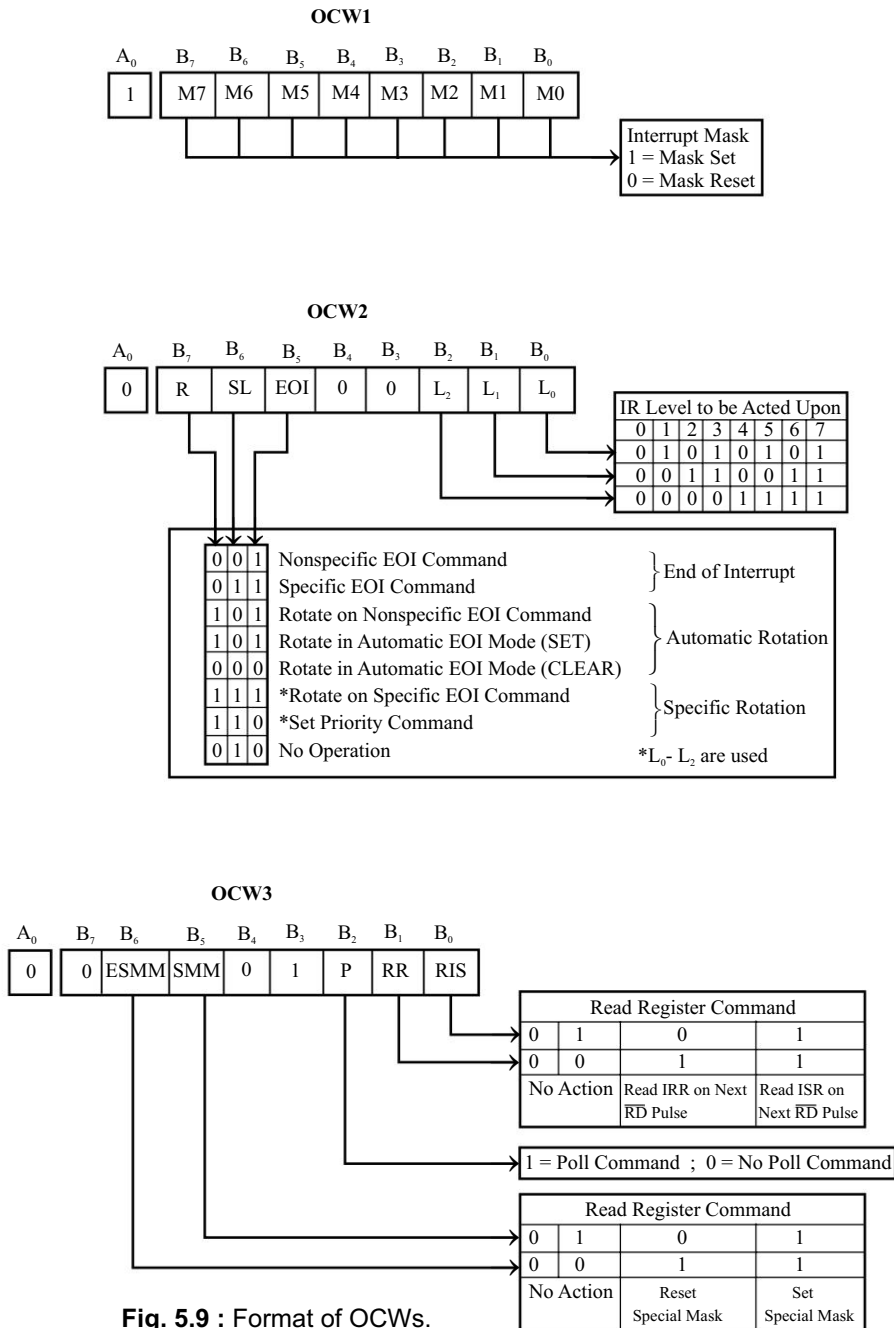 OCW1
A₀ B₇ B₆ B₅ B₄ B₃ B₂ B₁ B₀
1 M7 M6 M5 M4 M3 M2 M1 M0
Interrupt Mask
1 = Mask Set
0 = Mask Reset
OCW2
A₀ B₇ B₆ B₅ B₄ B₃ B₂ B₁ B₀
0 R SL EOI 0 0 L₂ L₁ L₀
IR Level to be Acted Upon
0 1 2 3 4 5 6 7
0 1 0 1 0 1 0 1
0 0 1 1 0 0 1 1
0 0 0 0 1 1 1 1
0 0 1 Nonspecific EOI Command
0 1 1 Specific EOI Command
End of Interrupt
1 0 1 Rotate on Nonspecific EOI Command
1 0 1 Rotate in Automatic EOI Mode (SET)
0 0 0 Rotate in Automatic EOI Mode (CLEAR)
Automatic Rotation
1 1 1 *Rotate on Specific EOI Command
1 1 0 *Set Priority Command
Specific Rotation
0 1 0 No Operation
*L₀- L₂ are used
OCW3
A₀ B₇ B₆ B₅ B₄ B₃ B₂ B₁ B₀
0 0 ESMM SMM 0 1 P RR RIS
Read Register Command
0 1 0 1
0 0 1 1
No Action Read IRR on Next Read ISR on
R̅D̅ Pulse Next R̅D̅ Pulse
1 = Poll Command ; 0 = No Poll Command
Read Register Command
0 1 0 1
0 0 1 1
No Action Reset Set
Special Mask Special Mask
Fig. 5.9 : Format of OCWs.